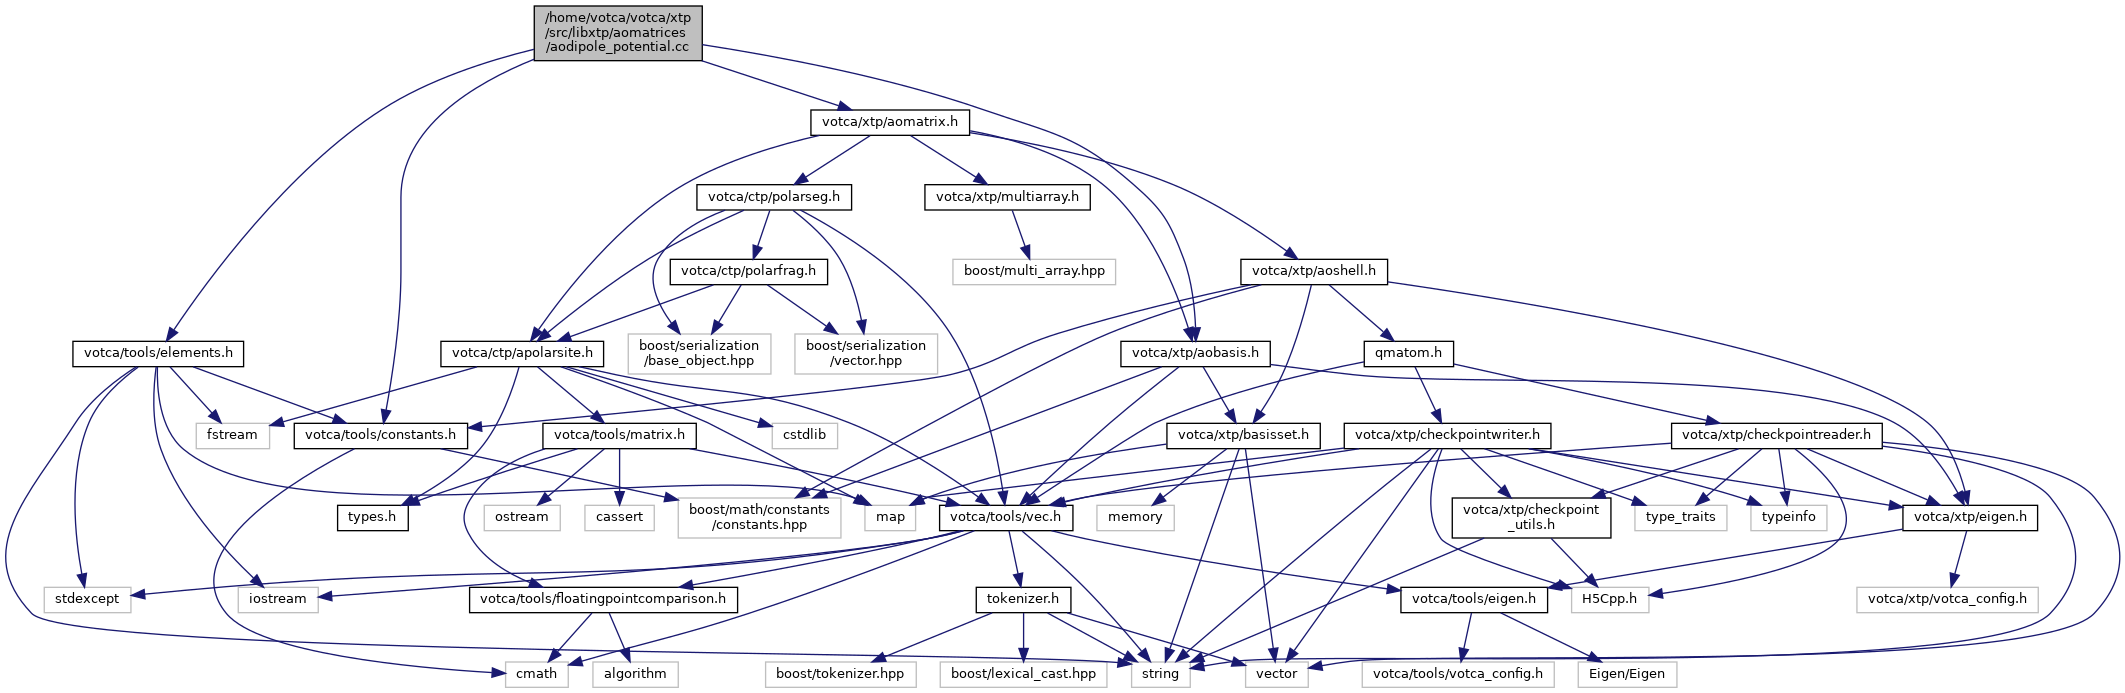 /home/votca/votca/xtp
/src/libxtp/aomatrices
/aodipole_potential.cc
votca/xtp/aomatrix.h
votca/ctp/polarseg.h
votca/xtp/multiarray.h
votca/ctp/polarfrag.h
boost/multi_array.hpp
votca/xtp/aoshell.h
votca/tools/elements.h
votca/ctp/apolarsite.h
boost/serialization
/base_object.hpp
boost/serialization
/vector.hpp
votca/xtp/aobasis.h
qmatom.h
fstream
votca/tools/constants.h
votca/tools/matrix.h
cstdlib
votca/xtp/basisset.h
votca/xtp/checkpointwriter.h
votca/xtp/checkpointreader.h
types.h
ostream
cassert
boost/math/constants
/constants.hpp
map
votca/tools/vec.h
memory
votca/xtp/checkpoint
_utils.h
type_traits
typeinfo
votca/xtp/eigen.h
stdexcept
iostream
votca/tools/floatingpointcomparison.h
tokenizer.h
votca/tools/eigen.h
H5Cpp.h
votca/xtp/votca_config.h
cmath
algorithm
boost/tokenizer.hpp
boost/lexical_cast.hpp
string
vector
votca/tools/votca_config.h
Eigen/Eigen